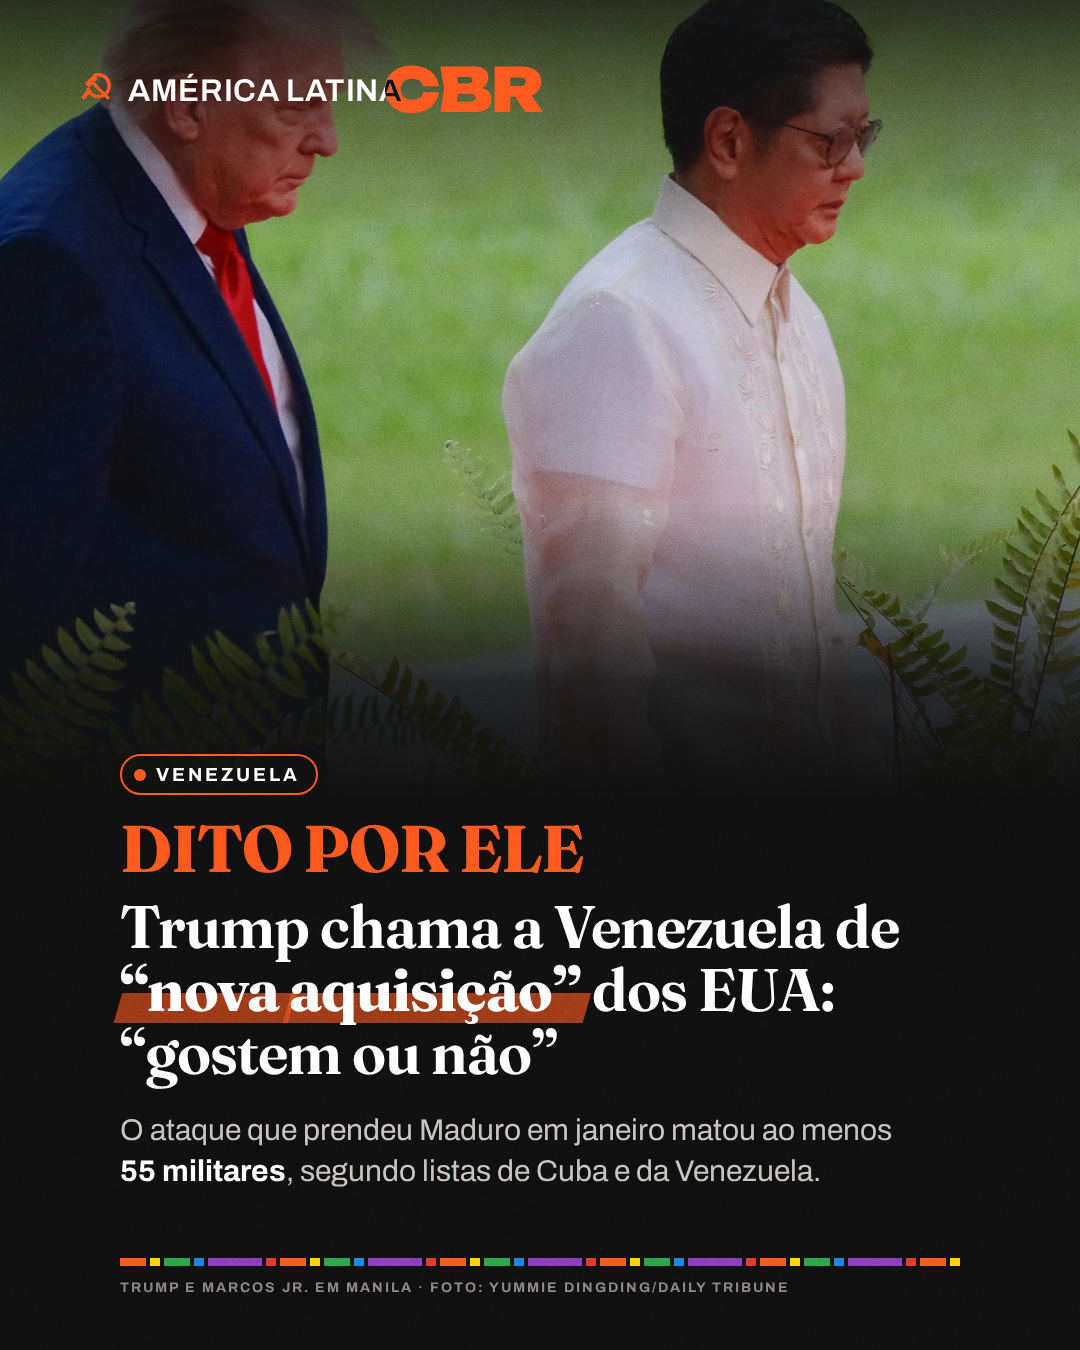 AMÉRICA LATINA
CBR
VENEZUELA
DITO POR ELE
Trump chama a Venezuela de
“nova aquisição” dos EUA:
“gostem ou não”
O ataque que prendeu Maduro em janeiro matou ao menos
55 militares, segundo listas de Cuba e da Venezuela.
TRUMP E MARCOS JR. EM MANILA · FOTO: YUMMIE DINGDING/DAILY TRIBUNE